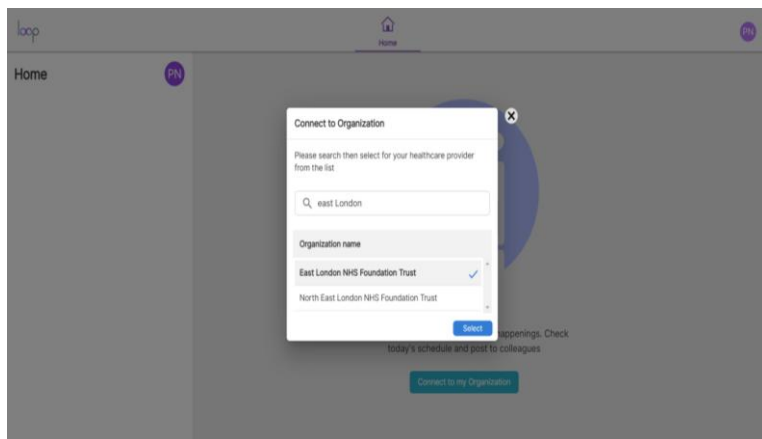 loop
Home
PN
Home
PN
Connect to Organization
Please search then select for your healthcare provider
from the list
east London
Organization name
East London NHS Foundation Trust
North East London NHS Foundation Trust
Select
happenings. Check
today's schedule and post to colleagues
Connect to my Organization